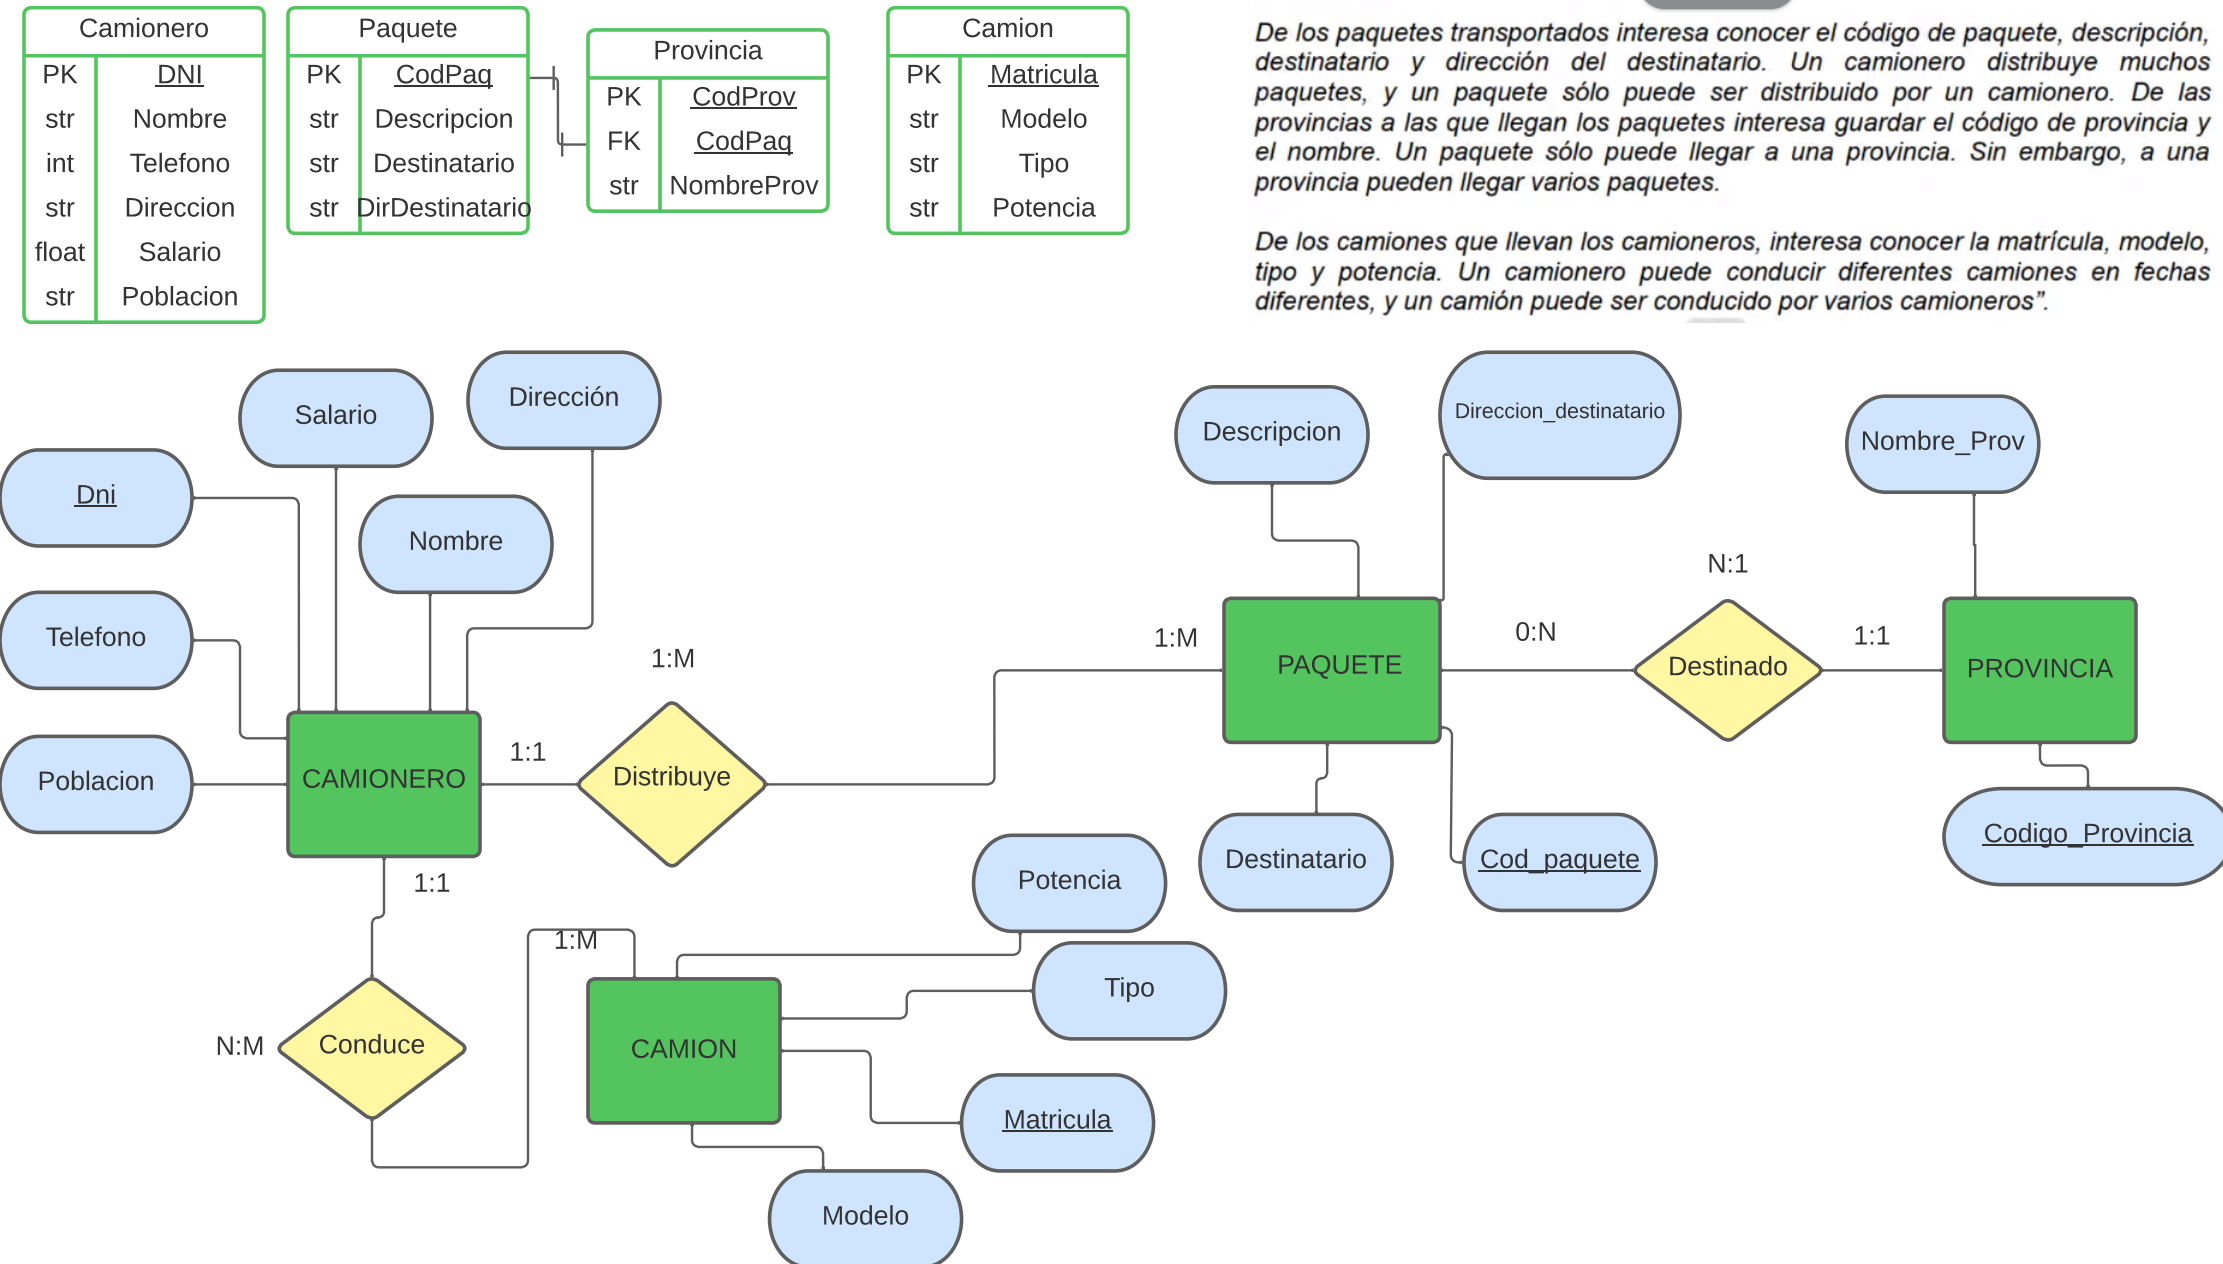 Camionero
PK DNI
str Nombre
int Telefono
str Direccion
float Salario
str Poblacion
Paquete
PK CodPaq
str Descripcion
str Destinatario
str DirDestinatario
Provincia
PK CodProv
FK CodPaq
str NombreProv
Camion
PK Matricula
str Modelo
str Tipo
str Potencia
De los paquetes transportados interesa conocer el código de paquete, descripción,
destinatario y dirección del destinatario. Un camionero distribuye muchos
paquetes, y un paquete sólo puede ser distribuido por un camionero. De las
provincias a las que llegan los paquetes interesa guardar el código de provincia y
el nombre. Un paquete sólo puede llegar a una provincia. Sin embargo, a una
provincia pueden llegar varios paquetes.
De los camiones que llevan los camioneros, interesa conocer la matrícula, modelo,
tipo y potencia. Un camionero puede conducir diferentes camiones en fechas
diferentes, y un camión puede ser conducido por varios camioneros”.
Salario
Dirección
Dni
Nombre
Telefono
Poblacion
CAMIONERO
1:1
1:M
Distribuye
1:M
Descripcion
Direccion_destinatario
Nombre_Prov
PAQUETE
0:N
N:1
Destinado
1:1
PROVINCIA
Destinatario
Cod_paquete
Codigo_Provincia
1:1
N:M
Conduce
1:M
CAMION
Potencia
Tipo
Matricula
Modelo